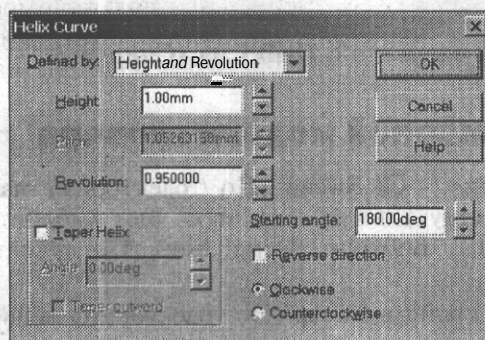 Helix Curve
Defined by: Height and Revolution
OK
Height: 1.00mm
Cancel
Pitch: 1.05263158mm
Help
Revolution: 0.950000
Starting angle: 180.00deg
Taper Helix
Reverse direction
Angle: 0.00deg
Clockwise
Taper outward
Counterclockwise